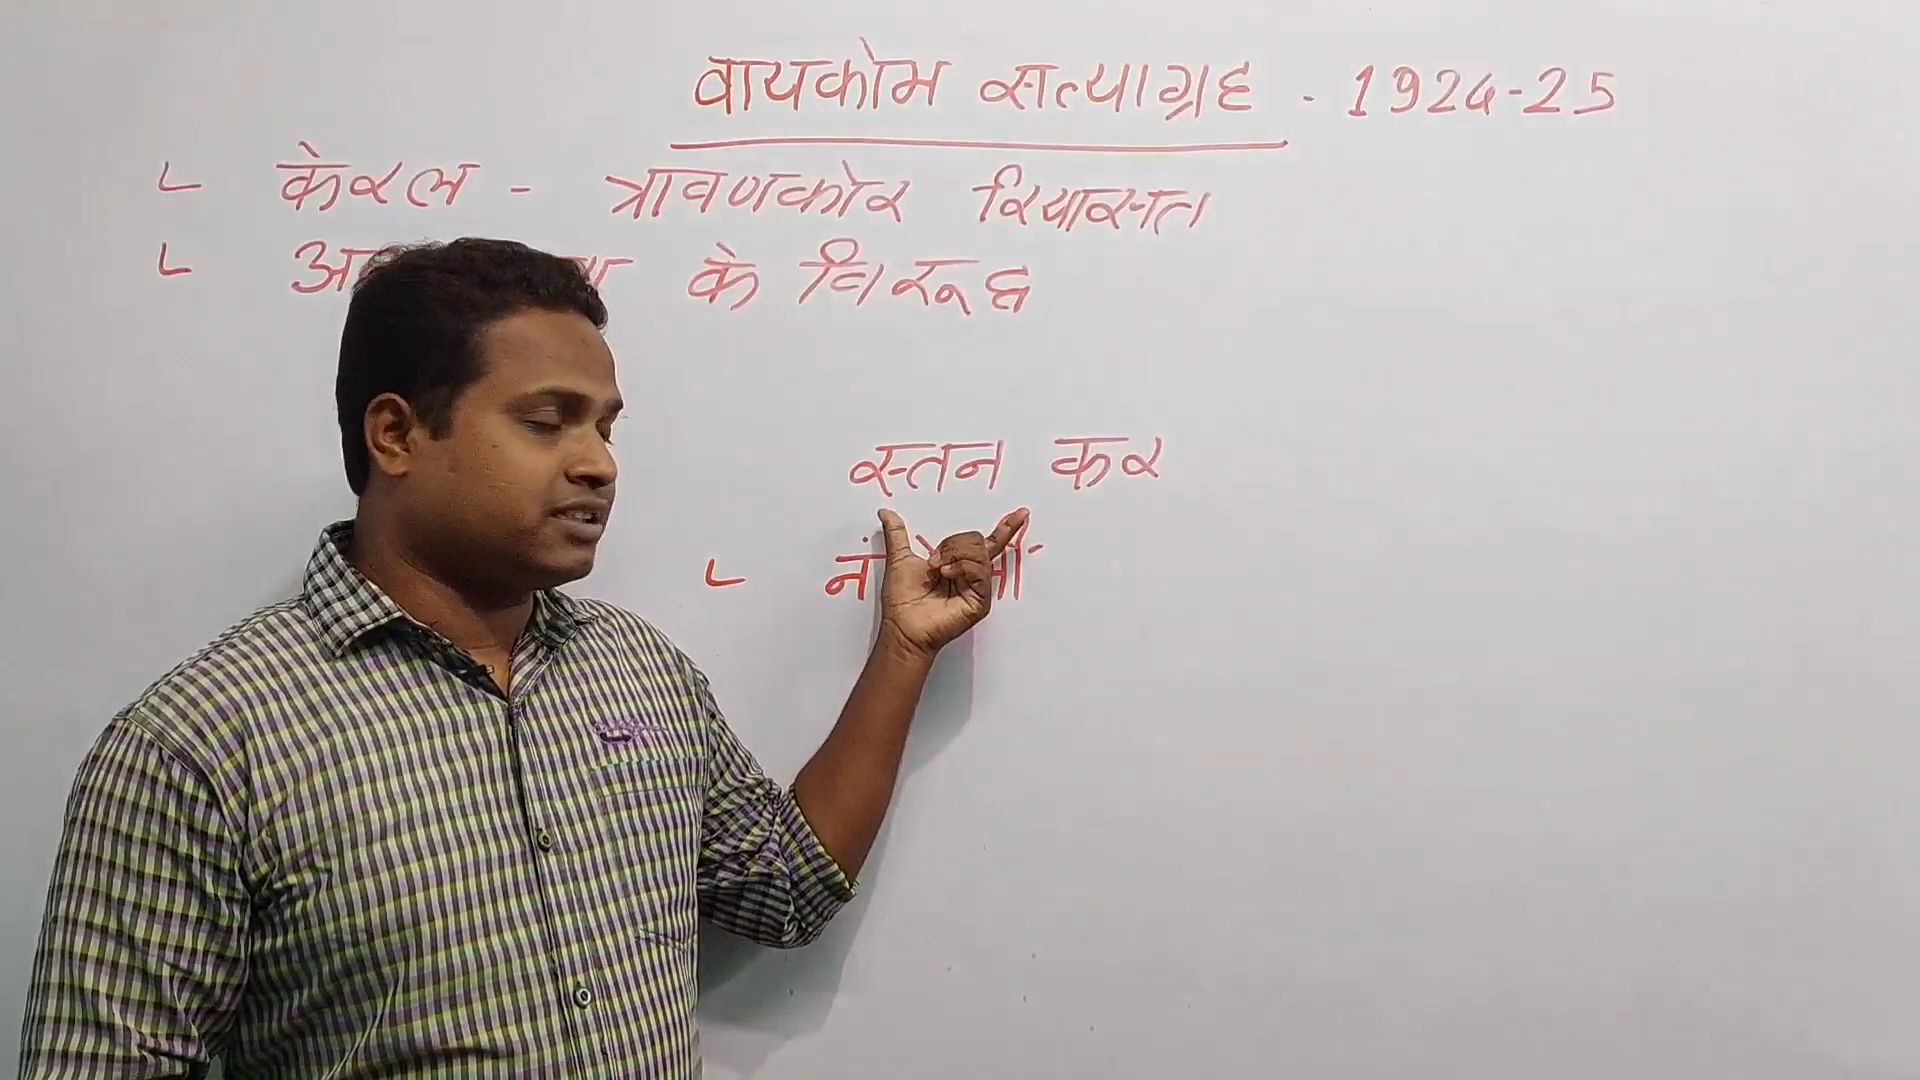 वायकोम सत्याग्रह - 1924-25
केरल - त्रावणकोर रियासत
के विरूद्ध
स्तन कर